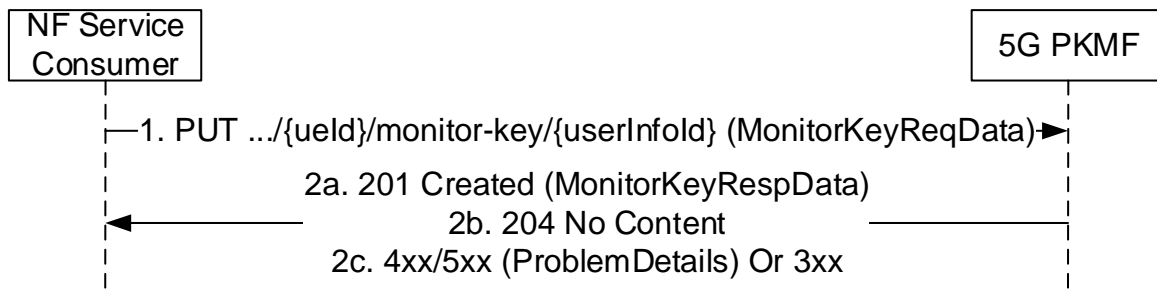 NF Service
Consumer
5G PKMF
1. PUT .../{ueId}/monitor-key/{userInfoId} (MonitorKeyReqData)
2a. 201 Created (MonitorKeyRespData)
2b. 204 No Content
2c. 4xx/5xx (ProblemDetails) Or 3xx